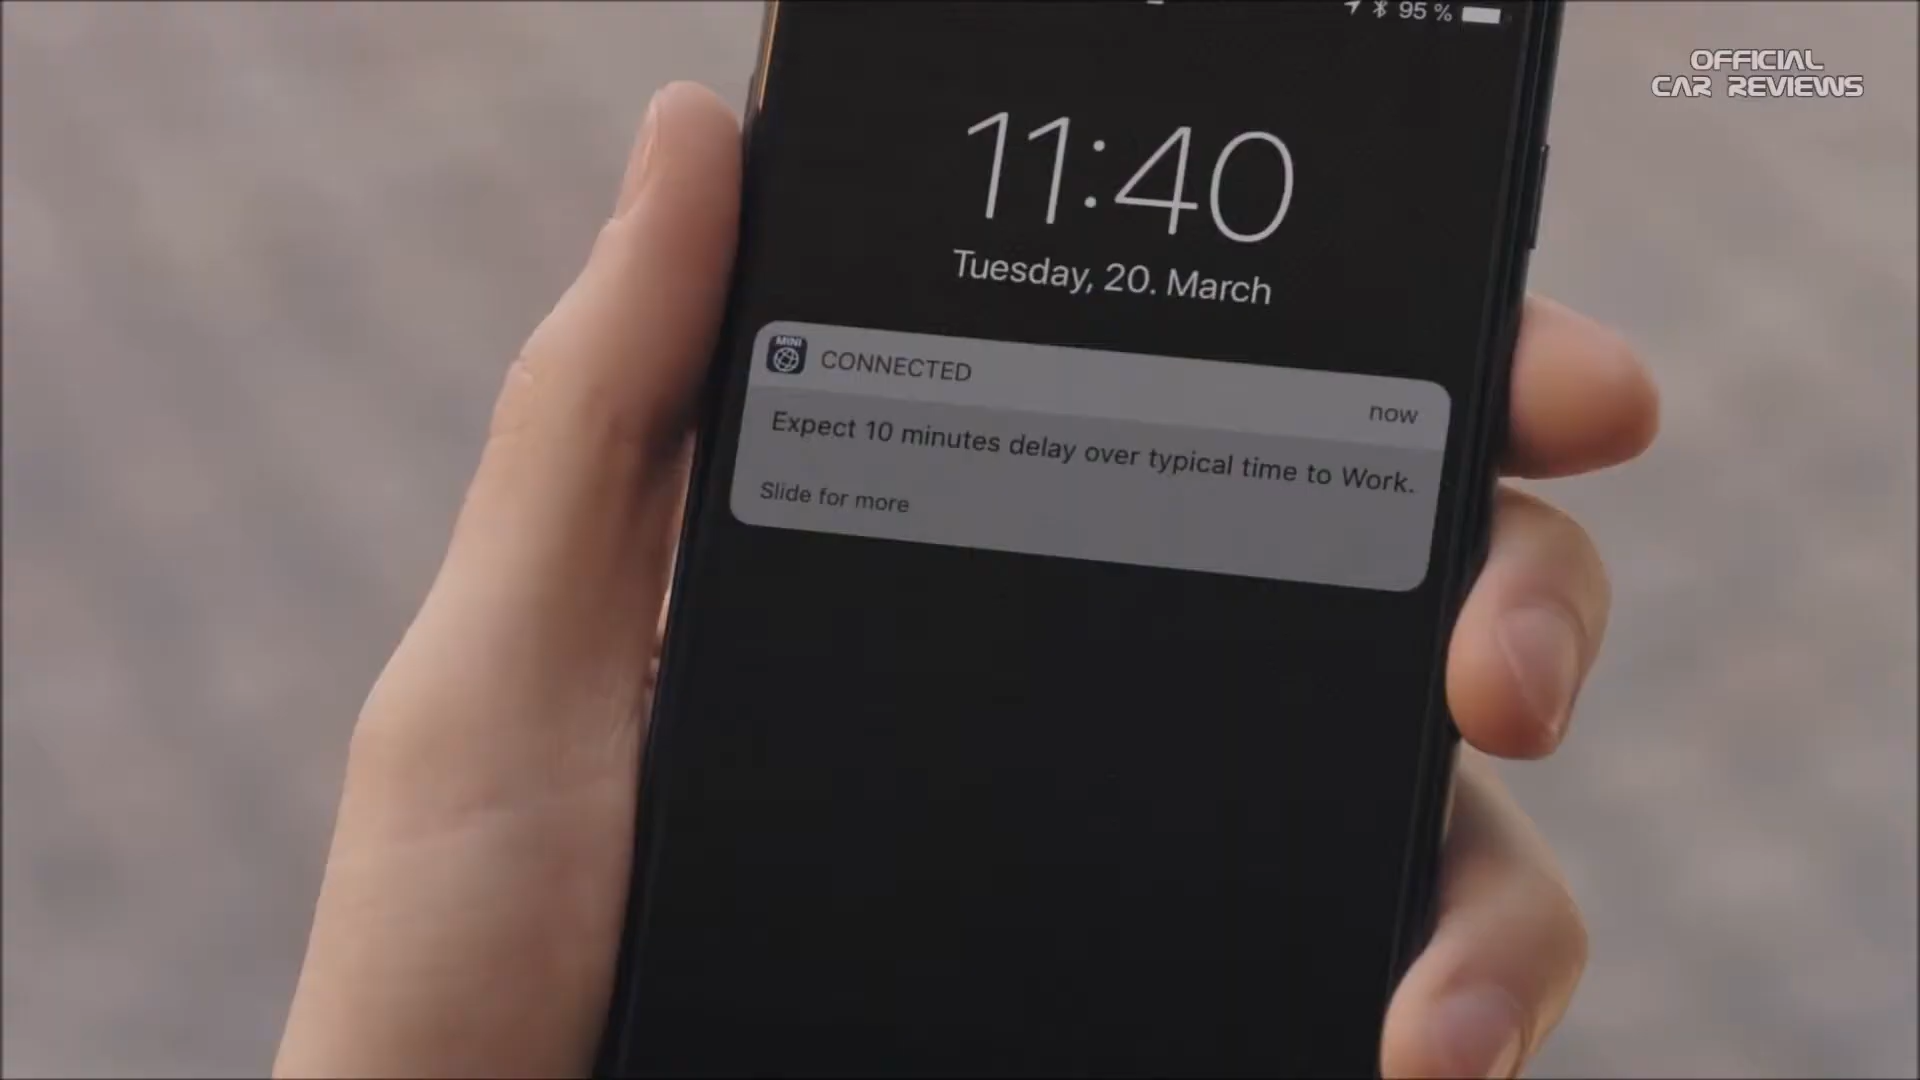 95 %
OFFICIAL
CAR REVIEWS
11:40
Tuesday, 20. March
MINI
CONNECTED
now
Expect 10 minutes delay over typical time to Work.
Slide for more